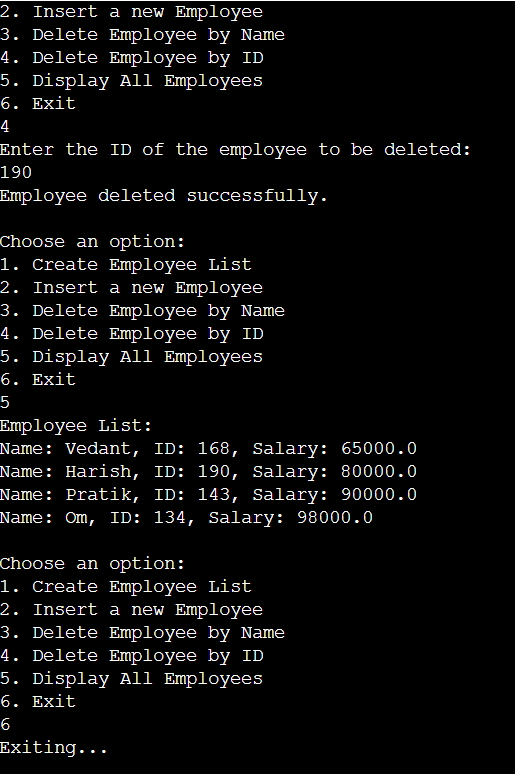 2. Insert a new Employee
3. Delete Employee by Name
4. Delete Employee by ID
5. Display All Employees
6. Exit
4
Enter the ID of the employee to be deleted:
190
Employee deleted successfully.

Choose an option:
1. Create Employee List
2. Insert a new Employee
3. Delete Employee by Name
4. Delete Employee by ID
5. Display All Employees
6. Exit
5
Employee List:
Name: Vedant, ID: 168, Salary: 65000.0
Name: Harish, ID: 190, Salary: 80000.0
Name: Pratik, ID: 143, Salary: 90000.0
Name: Om, ID: 134, Salary: 98000.0

Choose an option:
1. Create Employee List
2. Insert a new Employee
3. Delete Employee by Name
4. Delete Employee by ID
5. Display All Employees
6. Exit
6
Exiting...